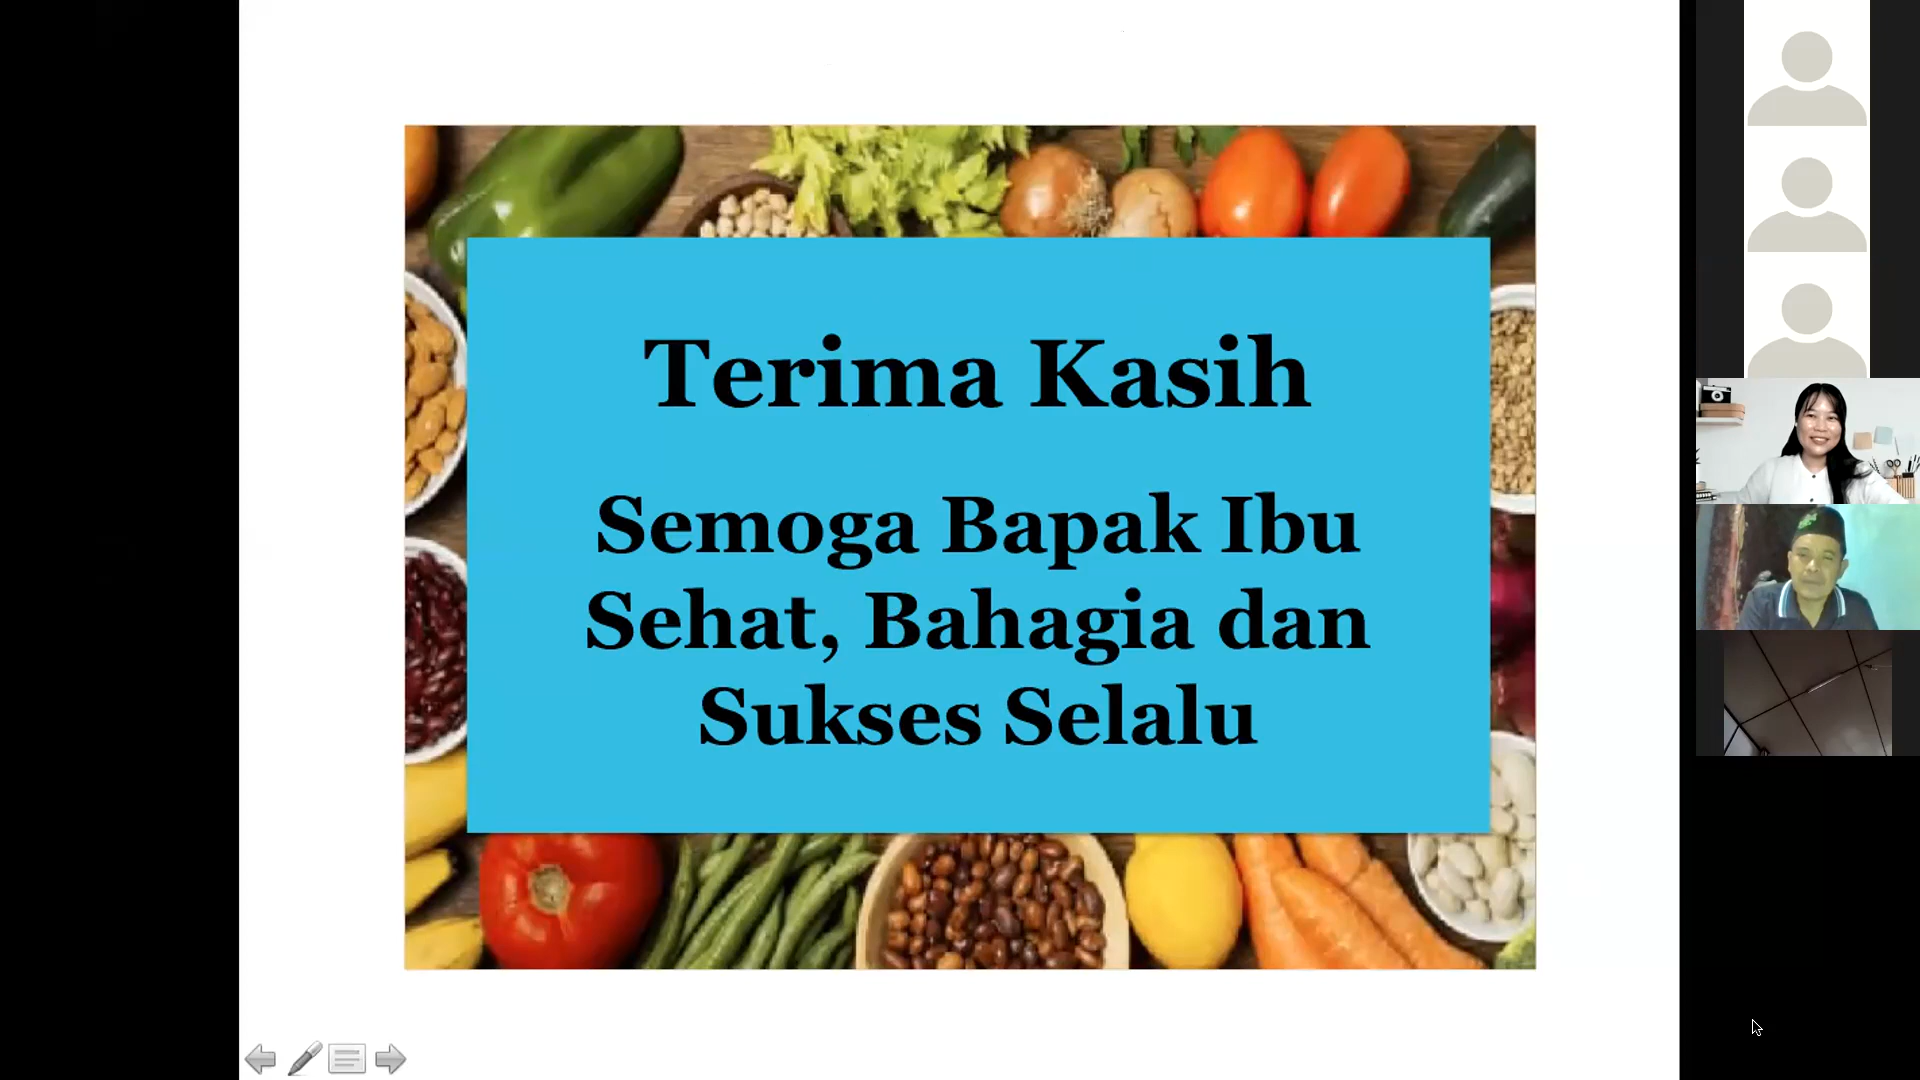 Terima Kasih
Semoga Bapak Ibu
Sehat, Bahagia dan
Sukses Selalu